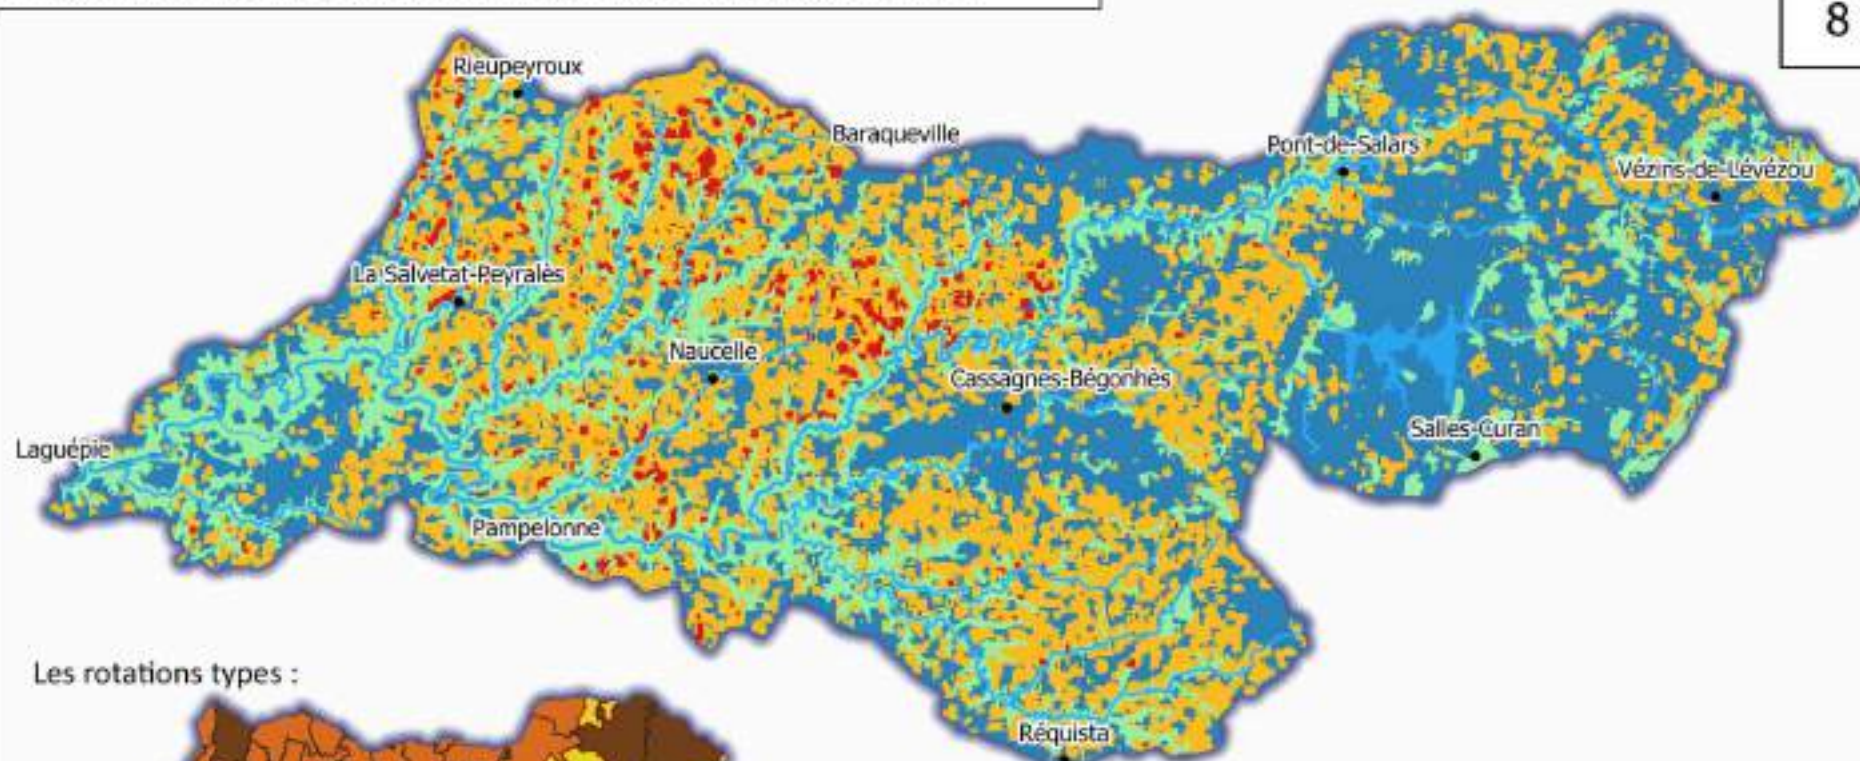 8
Rieupeyroux
Baraqueville
Pont-de-Salars
Vézins-de-Lévézou
La Salvetat-Peyralès
Naucelle
Cassagnes-Bégonhès
Salles-Curan
Laguépie
Pampelonne
Les rotations types :
Réquista